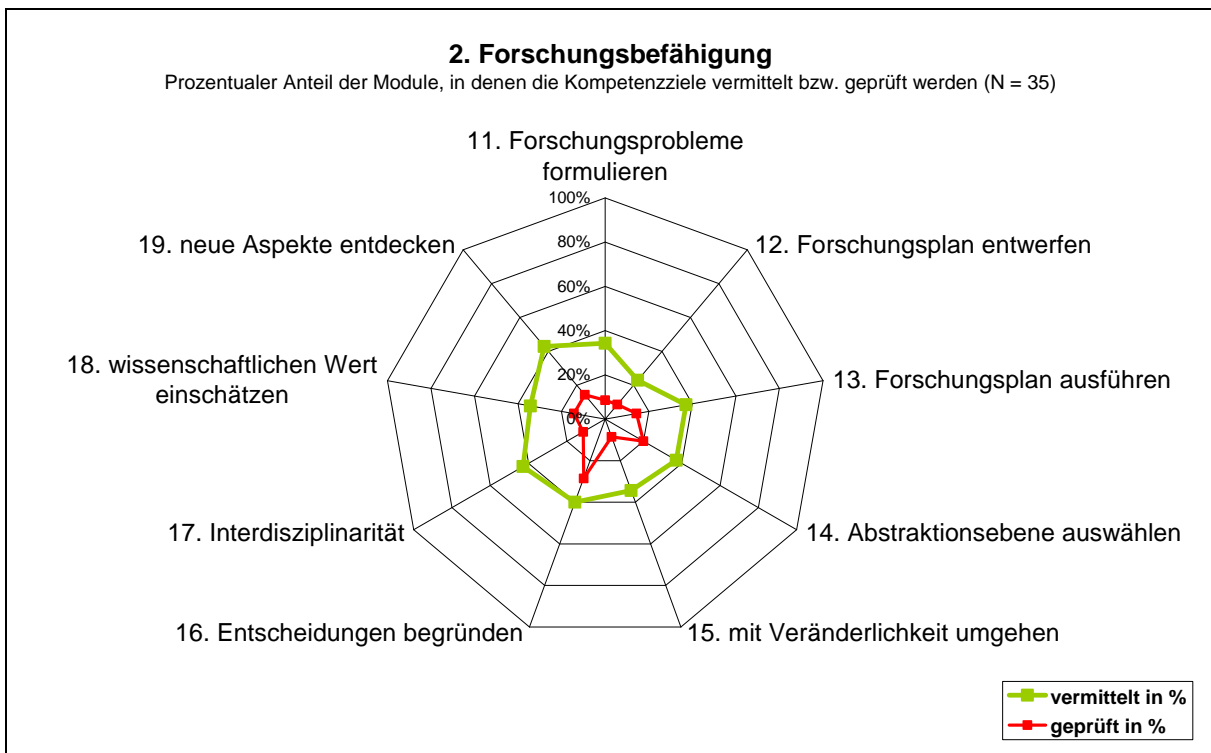 2. Forschungsbefähigung
Prozentualer Anteil der Module, in denen die Kompetenzziele vermittelt bzw. geprüft werden (N = 35)
11. Forschungsprobleme
formulieren
12. Forschungsplan entwerfen
13. Forschungsplan ausführen
14. Abstraktionsebene auswählen
15. mit Veränderlichkeit umgehen
16. Entscheidungen begründen
17. Interdisziplinarität
18. wissenschaftlichen Wert
einschätzen
19. neue Aspekte entdecken
100%
80%
60%
40%
20%
0%
vermittelt in %
geprüft in %